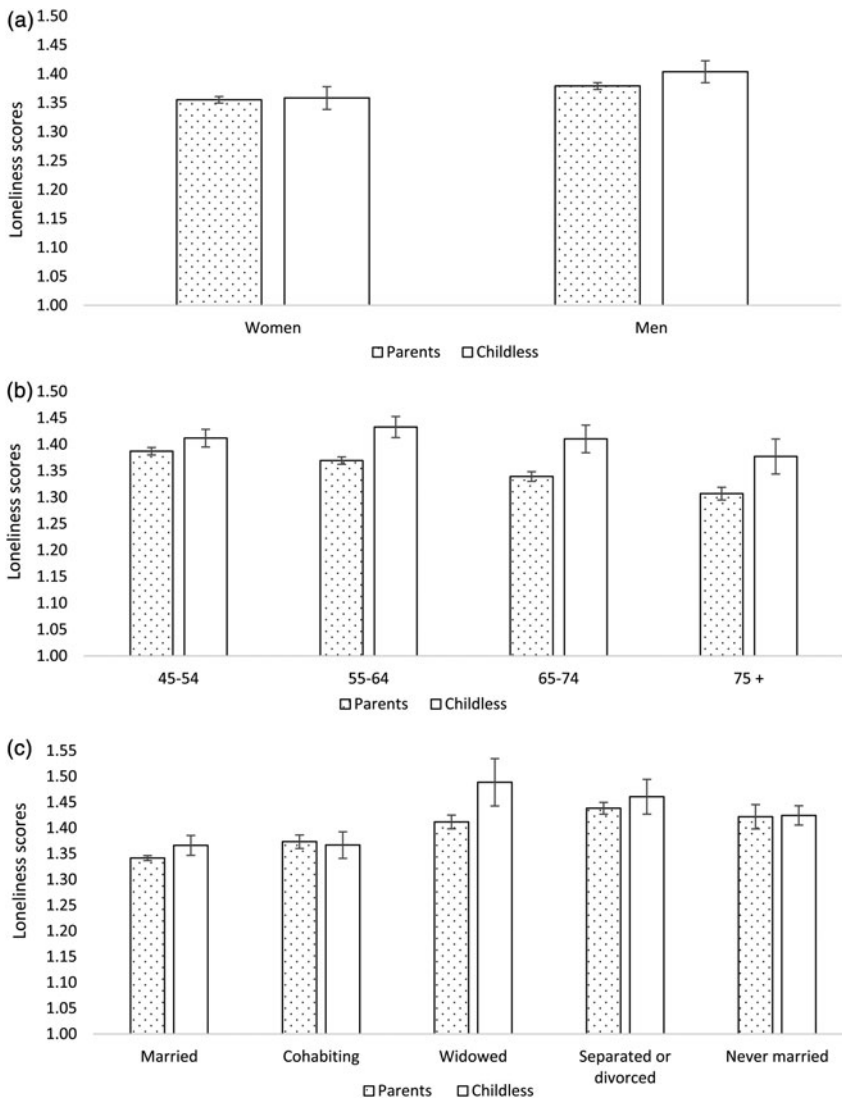 (a)
1.50
1.45
1.40
1.35
1.30
1.25
1.20
1.15
1.10
1.05
1.00
Loneliness scores
Women Men
Parents Childless
(b)
1.50
1.45
1.40
1.35
1.30
1.25
1.20
1.15
1.10
1.05
1.00
Loneliness scores
45-54 55-64 65-74 75 +
Parents Childless
(c)
1.55
1.50
1.45
1.40
1.35
1.30
1.25
1.20
1.15
1.10
1.05
1.00
Loneliness scores
Married Cohabiting Widowed Separated or Never married
divorced
Parents Childless